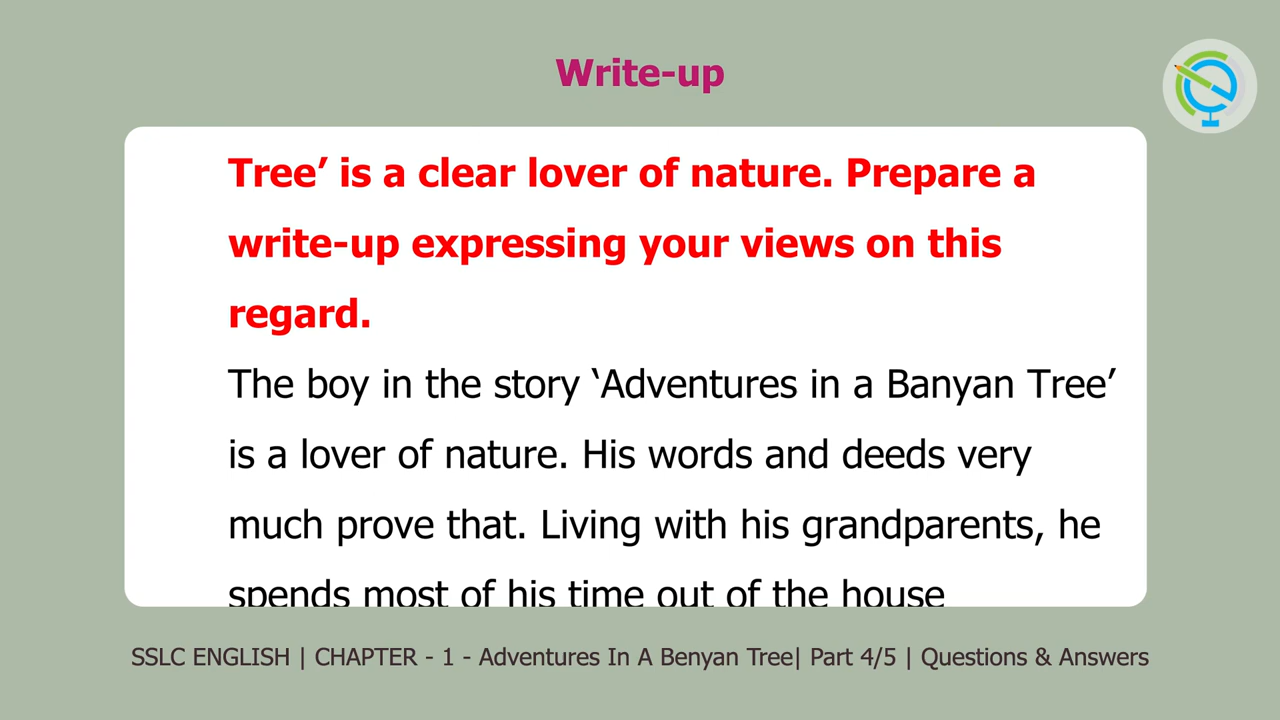 Write-up
Tree’ is a clear lover of nature. Prepare a
write-up expressing your views on this
regard.
The boy in the story ‘Adventures in a Banyan Tree’
is a lover of nature. His words and deeds very
much prove that. Living with his grandparents, he
spends most of his time out of the house
SSLC ENGLISH | CHAPTER - 1 - Adventures In A Benyan Tree| Part 4/5 | Questions & Answers